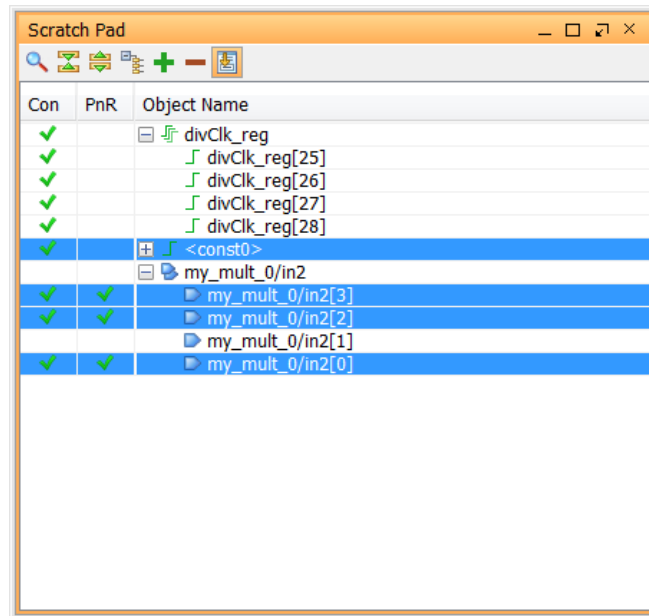 Scratch Pad
Con PnR Object Name
divClk_reg
divClk_reg[25]
divClk_reg[26]
divClk_reg[27]
divClk_reg[28]
<const0>
my_mult_0/in2
my_mult_0/in2[3]
my_mult_0/in2[2]
my_mult_0/in2[1]
my_mult_0/in2[0]